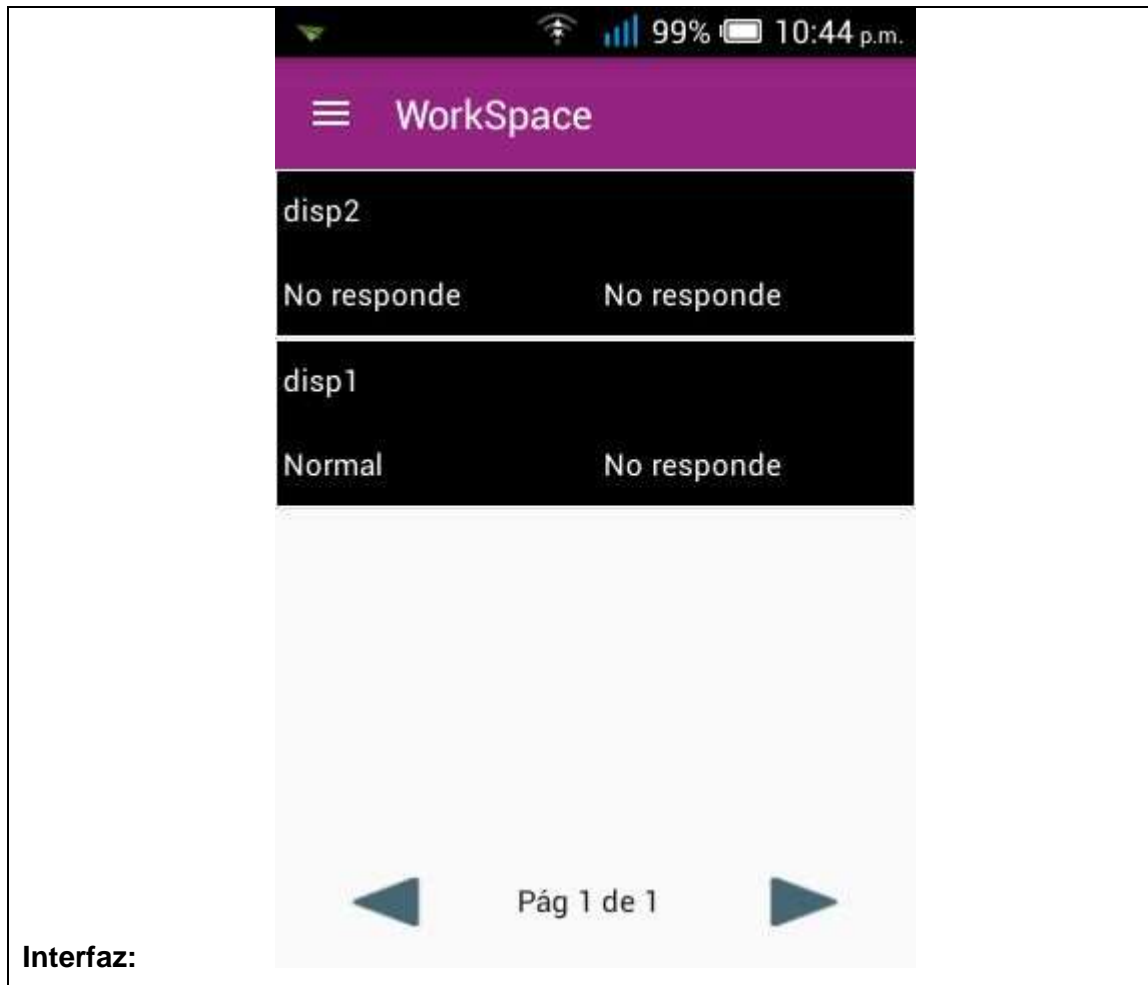 99% 10:44 p.m.
WorkSpace
disp2
No responde No responde
disp1
Normal No responde
Pág 1 de 1
Interfaz: